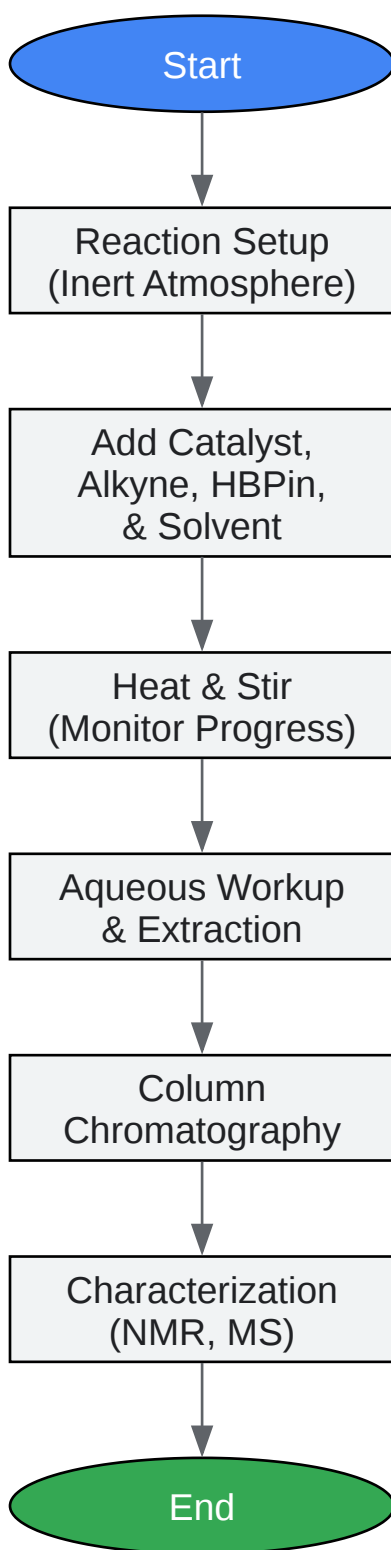 Start
Reaction Setup
(Inert Atmosphere)
Add Catalyst,
Alkyne, HBPin,
& Solvent
Heat & Stir
(Monitor Progress)
Aqueous Workup
& Extraction
Column
Chromatography
Characterization
(NMR, MS)
End